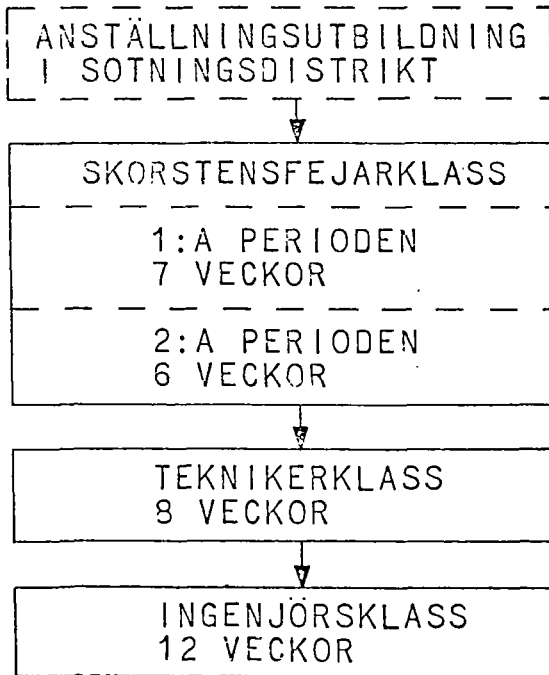 ANSTÄLLNINGSUTBILDNING
I SOTNINGSDISTRIKT
SKORSTENSFEJARKLASS
1:A PERIODEN
7 VECKOR
2:A PERIODEN
6 VECKOR
TEKNIKERKLASS
8 VECKOR
INGENJÖRSKLASS
12 VECKOR